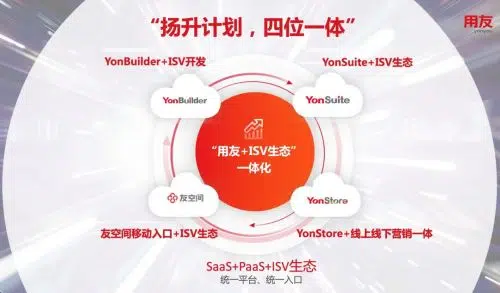 “扬升计划，四位一体”
用友
YonBuilder+ISV开发
YonSuite+ISV生态
YonBuilder
YonSuite
“用友+ISV生态”
一体化
友空间
YonStore
友空间移动入口+ISV生态
YonStore+线上线下营销一体
SaaS+PaaS+ISV生态
统一平台、统一入口